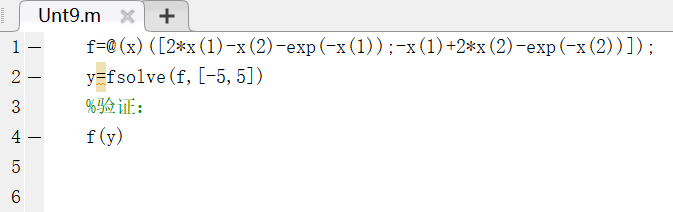 Unt9.m
1 — f=@(x)([2*x(1)-x(2)-exp(-x(1));-x(1)+2*x(2)-exp(-x(2))]);
2 — y=fsolve(f,[-5,5])
3 %验证：
4 — f(y)
5
6